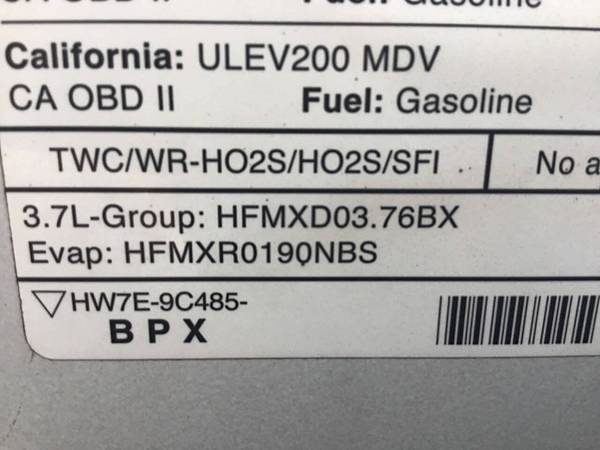 California: ULEV200 MDV
CA OBD II Fuel: Gasoline
TWC/WR-HO2S/HO2S/SFI No a
3.7L-Group: HFMXD03.76BX
Evap: HFMXR0190NBS
HW7E-9C485-
BPX